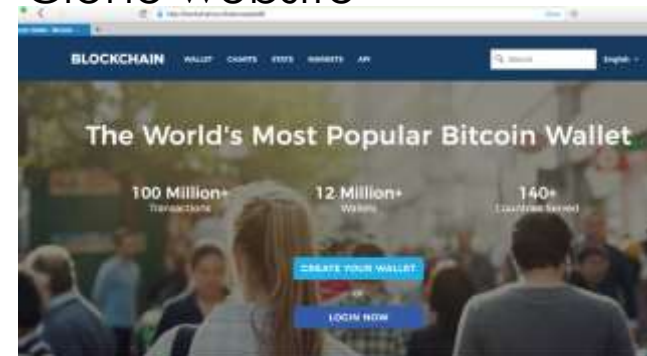 Clone Website
BLOCKCHAIN WALLET CHARTS STATS MARKETS API Search English
The World's Most Popular Bitcoin Wallet
100 Million+ 12 Million+ 140+
Transactions Wallets Countries Served
CREATE YOUR WALLET
or
LOGIN NOW